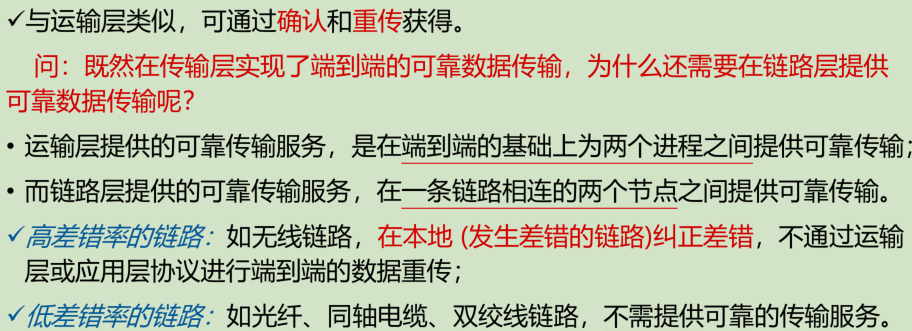 ✓与运输层类似，可通过确认和重传获得。
问：既然在传输层实现了端到端的可靠数据传输，为什么还需要在链路层提供
可靠数据传输呢？
• 运输层提供的可靠传输服务，是在端到端的基础上为两个进程之间提供可靠传输；
• 而链路层提供的可靠传输服务，在一条链路相连的两个节点之间提供可靠传输。
✓高差错率的链路：如无线链路，在本地 (发生差错的链路)纠正差错，不通过运输
层或应用层协议进行端到端的数据重传；
✓低差错率的链路：如光纤、同轴电缆、双绞线链路，不需提供可靠的传输服务。